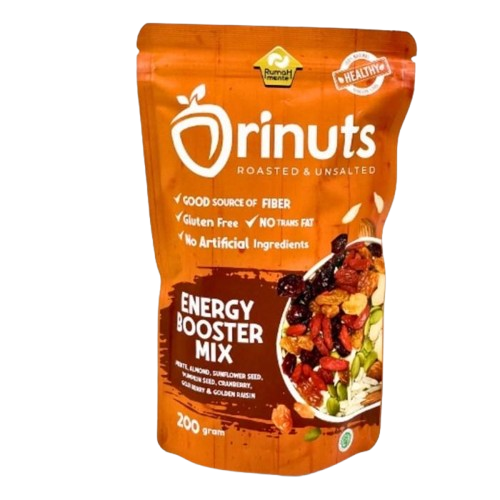 RumaH
mente
HEALTHY
Orinuts
ROASTED & UNSALTED
GOOD SOURCE OF FIBER
Gluten Free NO TRANS FAT
No Artificial Ingredients
ENERGY
BOOSTER
MIX
ALMOND, SUNFLOWER SEED,
PUMPKIN SEED, CRANBERRY,
GOJI BERRY & GOLDEN RAISIN
200 gram